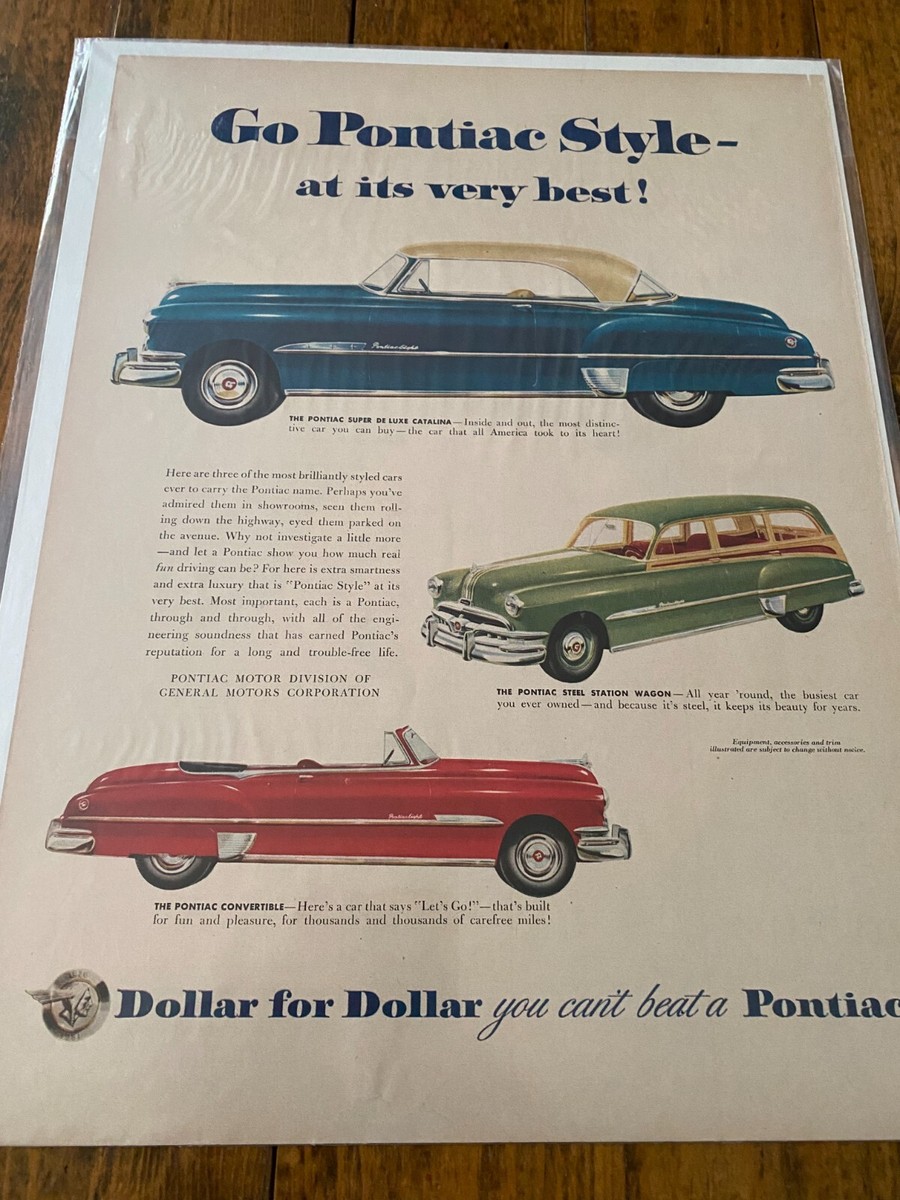 Go Pontiac Style-
at its very best!
Pontiac Eight
THE PONTIAC SUPER DE LUXE CATALINA—Inside and out, the most distinc-
tive car you can buy—the car that all America took to its heart!
Here are three of the most brilliantly styled cars
ever to carry the Pontiac name. Perhaps you've
admired them in showrooms, seen them roll-
ing down the highway, eyed them parked on
the avenue. Why not investigate a little more
—and let a Pontiac show you how much real
fun driving can be? For here is extra smartness
and extra luxury that is "Pontiac Style" at its
very best. Most important, each is a Pontiac,
through and through, with all of the engi-
neering soundness that has earned Pontiac's
reputation for a long and trouble-free life.
PONTIAC MOTOR DIVISION OF
GENERAL MOTORS CORPORATION
THE PONTIAC STEEL STATION WAGON—All year 'round, the busiest car
you ever owned—and because it's steel, it keeps its beauty for years.
Equipment, accessories and trim
illustrated are subject to change without notice.
Pontiac Eight
THE PONTIAC CONVERTIBLE—Here's a car that says "Let's Go!"—that's built
for fun and pleasure, for thousands and thousands of carefree miles!
Dollar for Dollar you can't beat a Pontiac